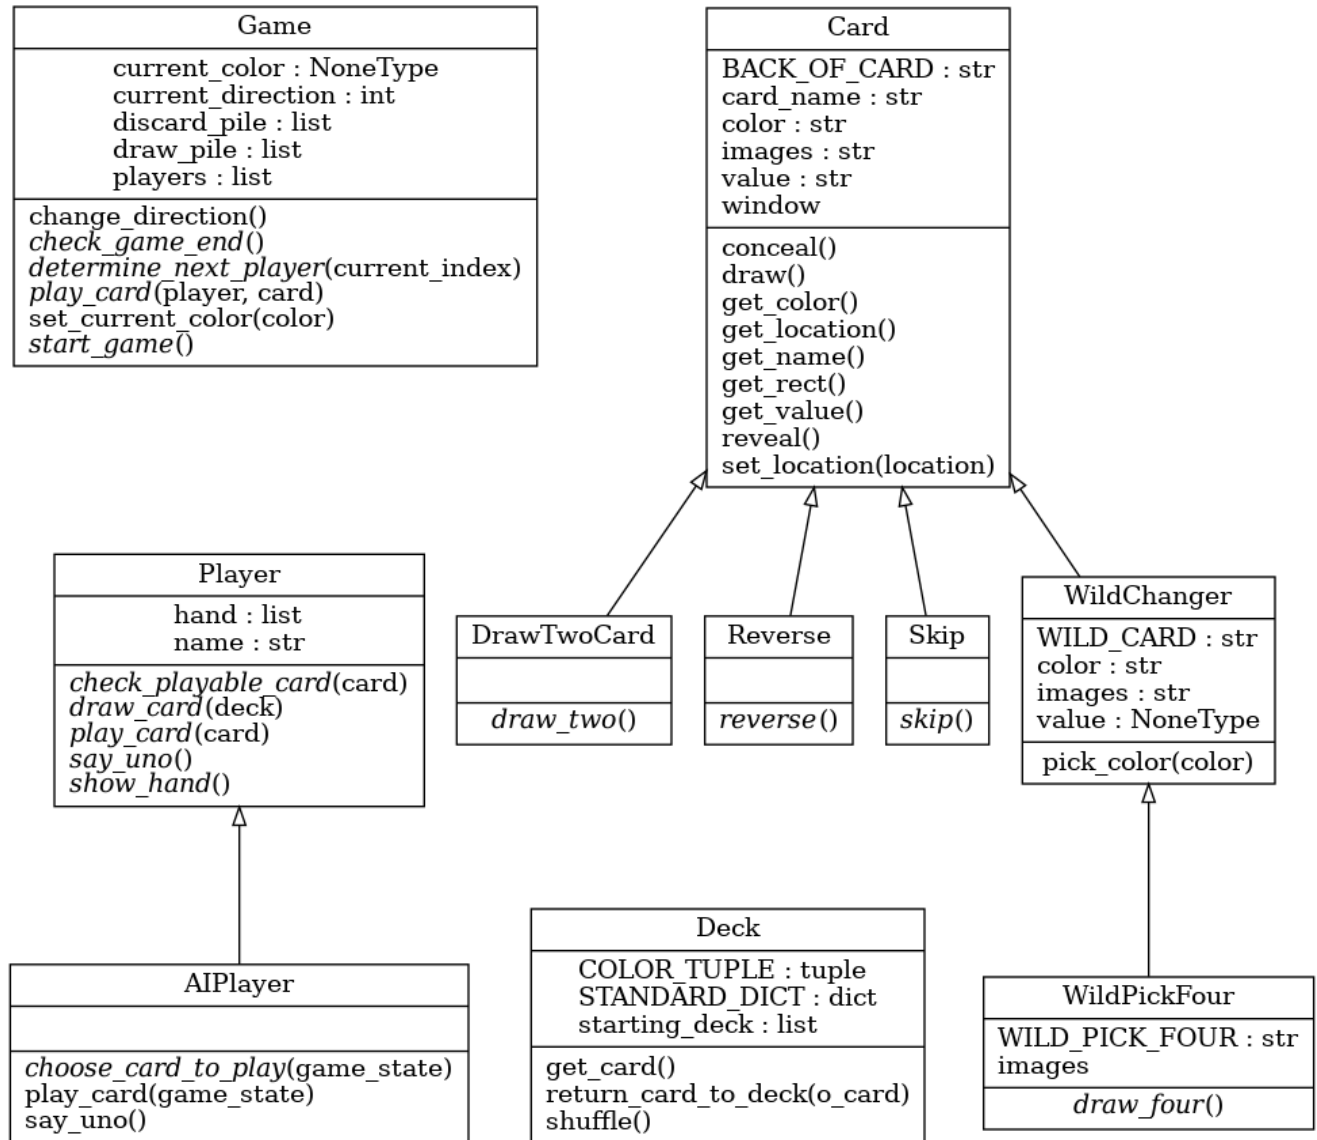 Game
current_color : NoneType
current_direction : int
discard_pile : list
draw_pile : list
players : list
change_direction()
check_game_end()
determine_next_player(current_index)
play_card(player, card)
set_current_color(color)
start_game()
Card
BACK_OF_CARD : str
card_name : str
color : str
images : str
value : str
window
conceal()
draw()
get_color()
get_location()
get_name()
get_rect()
get_value()
reveal()
set_location(location)
Player
hand : list
name : str
check_playable_card(card)
draw_card(deck)
play_card(card)
say_uno()
show_hand()
DrawTwoCard
draw_two()
Reverse
reverse()
Skip
skip()
WildChanger
WILD_CARD : str
color : str
images : str
value : NoneType
pick_color(color)
AIPlayer
choose_card_to_play(game_state)
play_card(game_state)
say_uno()
Deck
COLOR_TUPLE : tuple
STANDARD_DICT : dict
starting_deck : list
get_card()
return_card_to_deck(o_card)
shuffle()
WildPickFour
WILD_PICK_FOUR : str
images
draw_four()